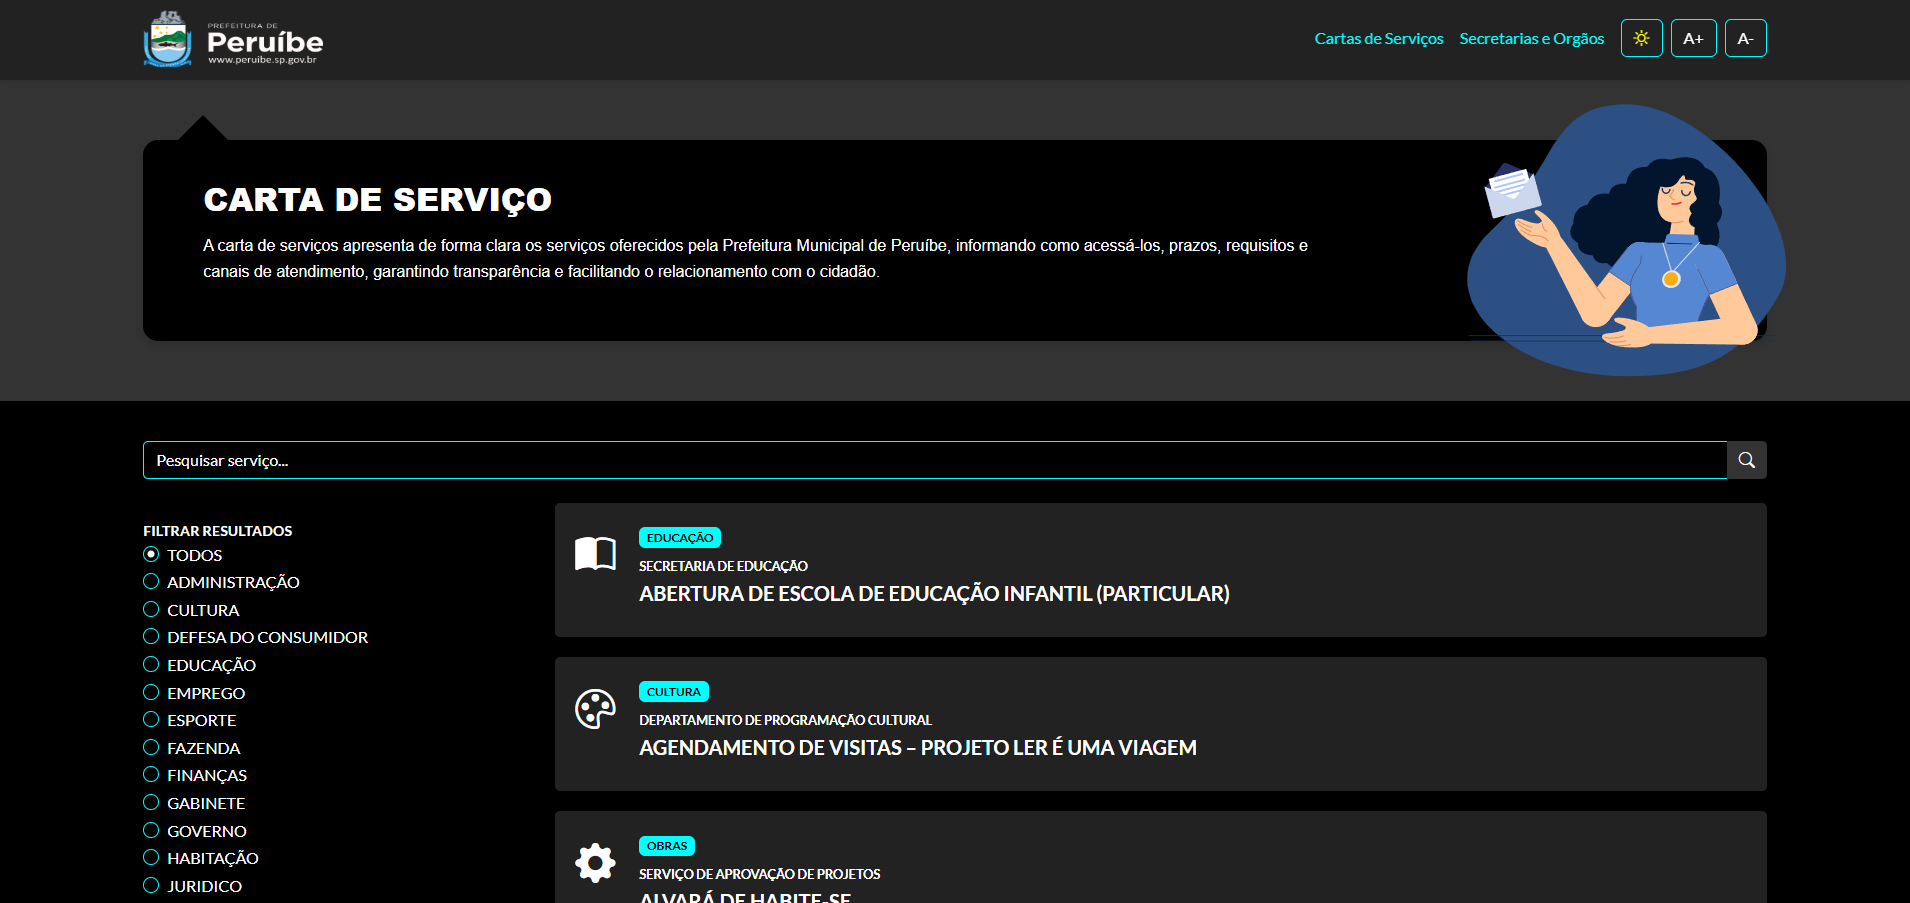 PREFEITURA DE
Peruíbe
www.peruibe.sp.gov.br
Cartas de Serviços
Secretarias e Orgãos
A+
A-
CARTA DE SERVIÇO
A carta de serviços apresenta de forma clara os serviços oferecidos pela Prefeitura Municipal de Peruíbe, informando como acessá-los, prazos, requisitos e
canais de atendimento, garantindo transparência e facilitando o relacionamento com o cidadão.
Pesquisar serviço...
FILTRAR RESULTADOS
TODOS
ADMINISTRAÇÃO
CULTURA
DEFESA DO CONSUMIDOR
EDUCAÇÃO
EMPREGO
ESPORTE
FAZENDA
FINANÇAS
GABINETE
GOVERNO
HABITAÇÃO
JURIDICO
EDUCAÇÃO
SECRETARIA DE EDUCAÇÃO
ABERTURA DE ESCOLA DE EDUCAÇÃO INFANTIL (PARTICULAR)
CULTURA
DEPARTAMENTO DE PROGRAMAÇÃO CULTURAL
AGENDAMENTO DE VISITAS – PROJETO LER É UMA VIAGEM
OBRAS
SERVIÇO DE APROVAÇÃO DE PROJETOS
ALVARÁ DE HABITE-SE